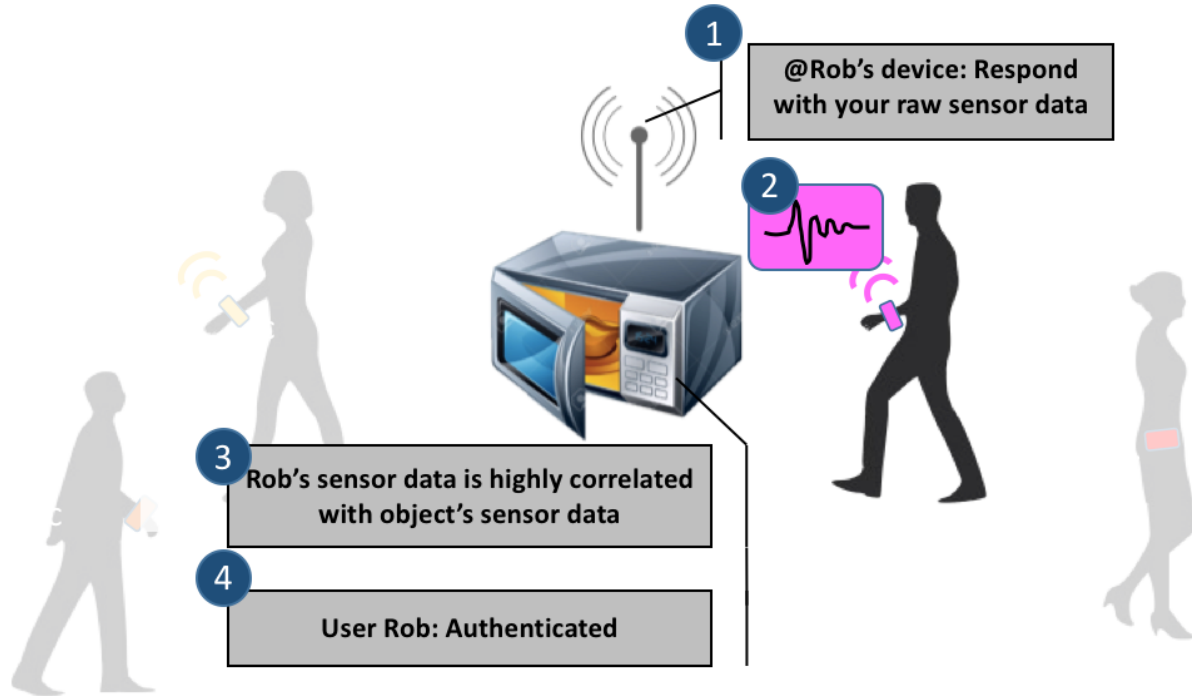 1
@Rob's device: Respond
with your raw sensor data
2
3
Rob's sensor data is highly correlated
with object's sensor data
4
User Rob: Authenticated